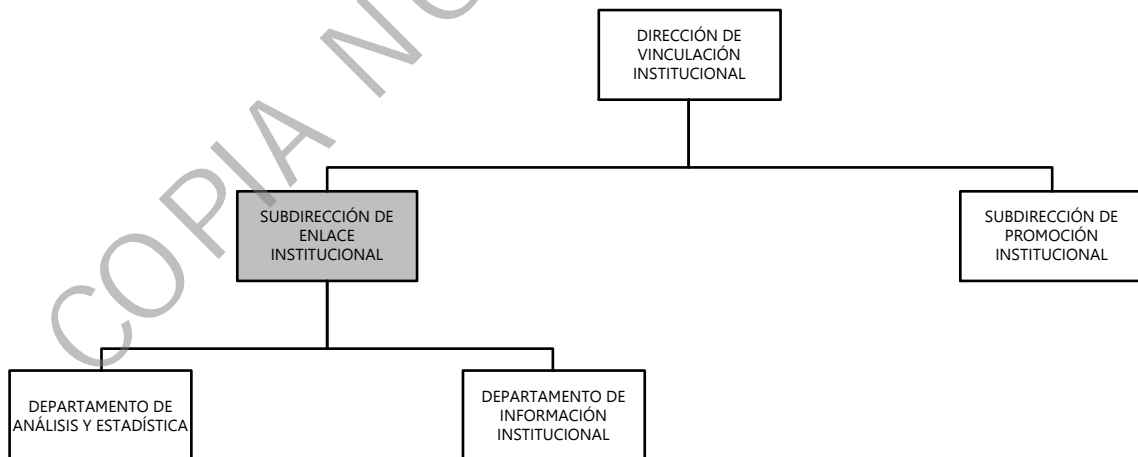 DIRECCIÓN DE
VINCULACIÓN
INSTITUCIONAL
SUBDIRECCIÓN DE
ENLACE
INSTITUCIONAL
SUBDIRECCIÓN DE
PROMOCIÓN
INSTITUCIONAL
DEPARTAMENTO DE
ANÁLISIS Y ESTADÍSTICA
DEPARTAMENTO DE
INFORMACIÓN
INSTITUCIONAL
COPIA